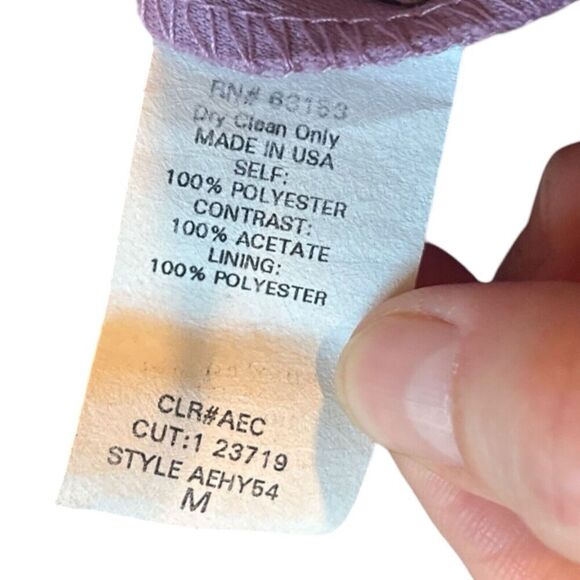 RN# 63153
Dry Clean Only
MADE IN USA
SELF:
100% POLYESTER
CONTRAST:
100% ACETATE
LINING:
100% POLYESTER
CLR#AEC
CUT:1 23719
STYLE AEHY54
M